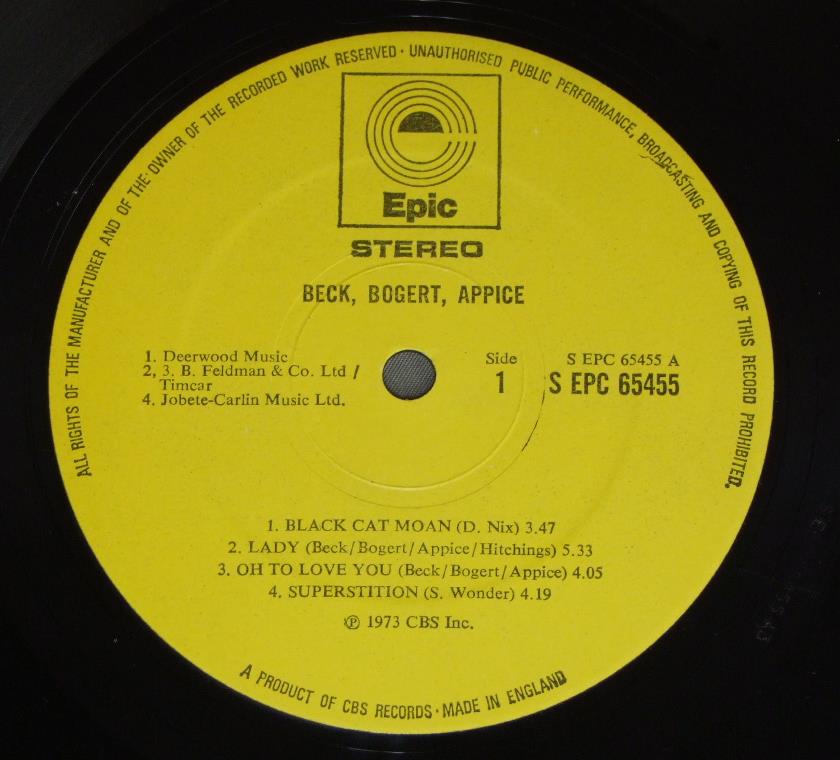 ALL RIGHTS OF THE MANUFACTURER AND OF THE OWNER OF THE RECORDED WORK RESERVED · UNAUTHORISED PUBLIC PERFORMANCE, BROADCASTING AND COPYING OF THIS RECORD PROHIBITED.
Epic
STEREO
BECK, BOGERT, APPICE
1. Deerwood Music
2, 3. B. Feldman & Co. Ltd /
Timcar
4. Jobete-Carlin Music Ltd.
Side
1
S EPC 65455 A
S EPC 65455
1. BLACK CAT MOAN (D. Nix) 3.47
2. LADY (Beck/Bogert/Appice/Hitchings) 5.33
3. OH TO LOVE YOU (Beck/Bogert/Appice) 4.05
4. SUPERSTITION (S. Wonder) 4.19
℗ 1973 CBS Inc.
A PRODUCT OF CBS RECORDS · MADE IN ENGLAND